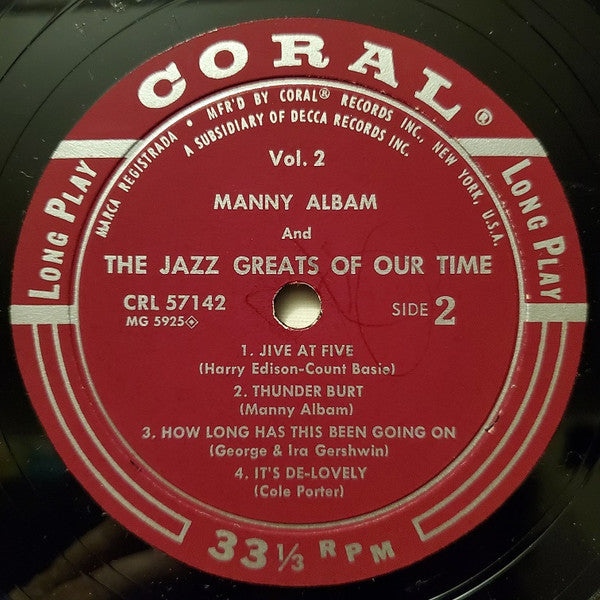 CORAL®
MARCA REGISTRADA • MFR'D BY CORAL® RECORDS INC., NEW YORK, U.S.A.
A SUBSIDIARY OF DECCA RECORDS INC.
LONG PLAY
LONG PLAY
Vol. 2
MANNY ALBAM
And
THE JAZZ GREATS OF OUR TIME
CRL 57142
MG 5925
SIDE 2
1. JIVE AT FIVE
(Harry Edison-Count Basie)
2. THUNDER BURT
(Manny Albam)
3. HOW LONG HAS THIS BEEN GOING ON
(George & Ira Gershwin)
4. IT'S DE-LOVELY
(Cole Porter)
33 1/3 RPM